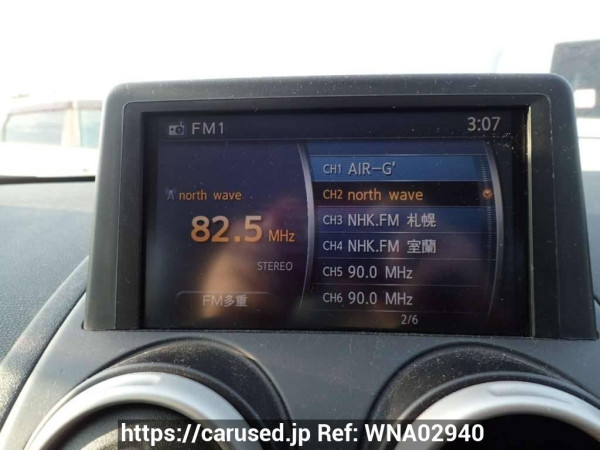 FM1
3:07
A north wave
82.5 MHz
STEREO
FM多重
CH1 AIR-G'
CH2 north wave
CH3 NHK.FM 札幌
CH4 NHK.FM 室蘭
CH5 90.0 MHz
CH6 90.0 MHz
2/6
https://carused.jp Ref: WNA02940